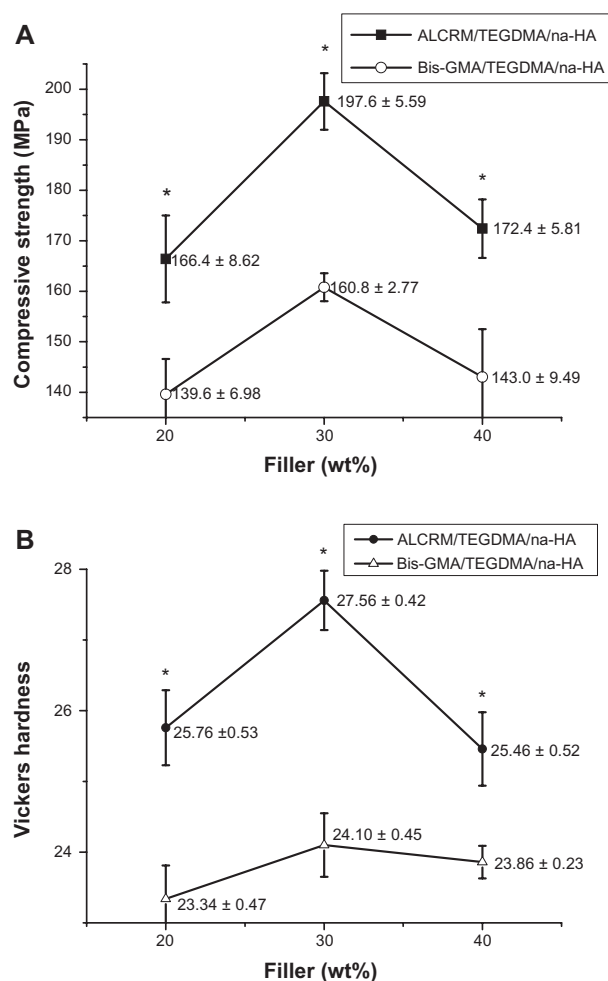 A
ALCRM/TEGDMA/na-HA
Bis-GMA/TEGDMA/na-HA
Compressive strength (MPa)
200
190
180
170
160
150
140
*
197.6 ± 5.59
*
166.4 ± 8.62
*
172.4 ± 5.81
160.8 ± 2.77
139.6 ± 6.98
143.0 ± 9.49
20
30
40
Filler (wt%)
B
ALCRM/TEGDMA/na-HA
Bis-GMA/TEGDMA/na-HA
Vickers hardness
28
26
24
*
27.56 ± 0.42
*
25.76 ±0.53
*
25.46 ± 0.52
24.10 ± 0.45
23.86 ± 0.23
23.34 ± 0.47
20
30
40
Filler (wt%)